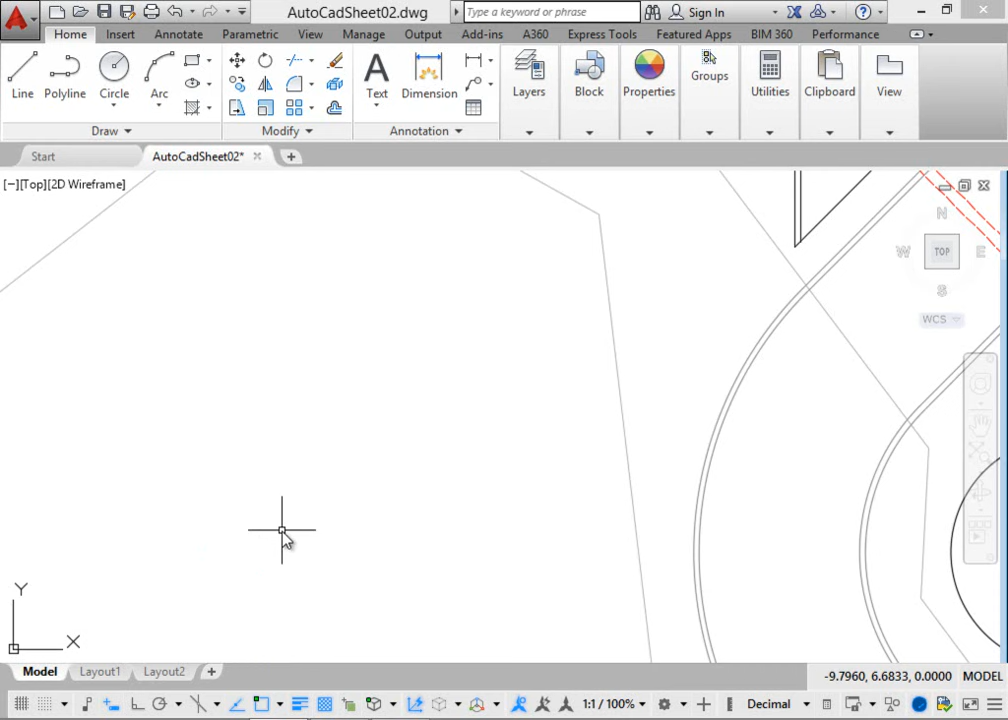 AutoCadSheet02.dwg
Type a keyword or phrase
Sign In
Home Insert Annotate Parametric View Manage Output Add-ins A360 Express Tools Featured Apps BIM 360 Performance
Line Polyline Circle Arc Text Dimension Layers Block Properties Groups Utilities Clipboard View
Draw Modify Annotation
Start AutoCadSheet02*
[−][Top][2D Wireframe]
N
W TOP E
S
WCS
Y
X
Model Layout1 Layout2
-9.7960, 6.6833, 0.0000 MODEL
1:1 / 100% Decimal